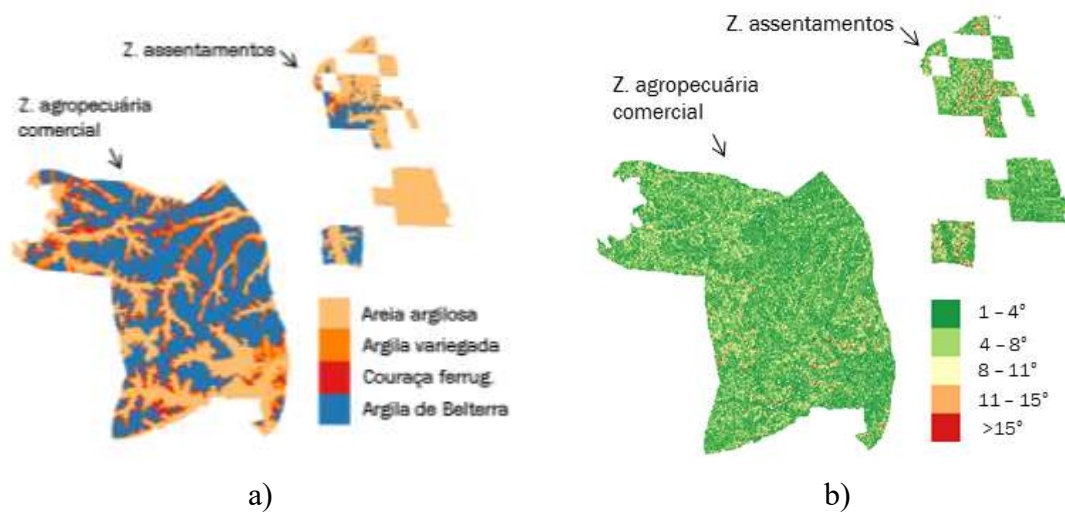 Z. assentamentos
Z. agropecuária
comercial
Areia argilosa
Argila variegada
Couraça ferrug.
Argila de Belterra
a)
Z. assentamentos
Z. agropecuária
comercial
1 – 4°
4 – 8°
8 – 11°
11 – 15°
>15°
b)